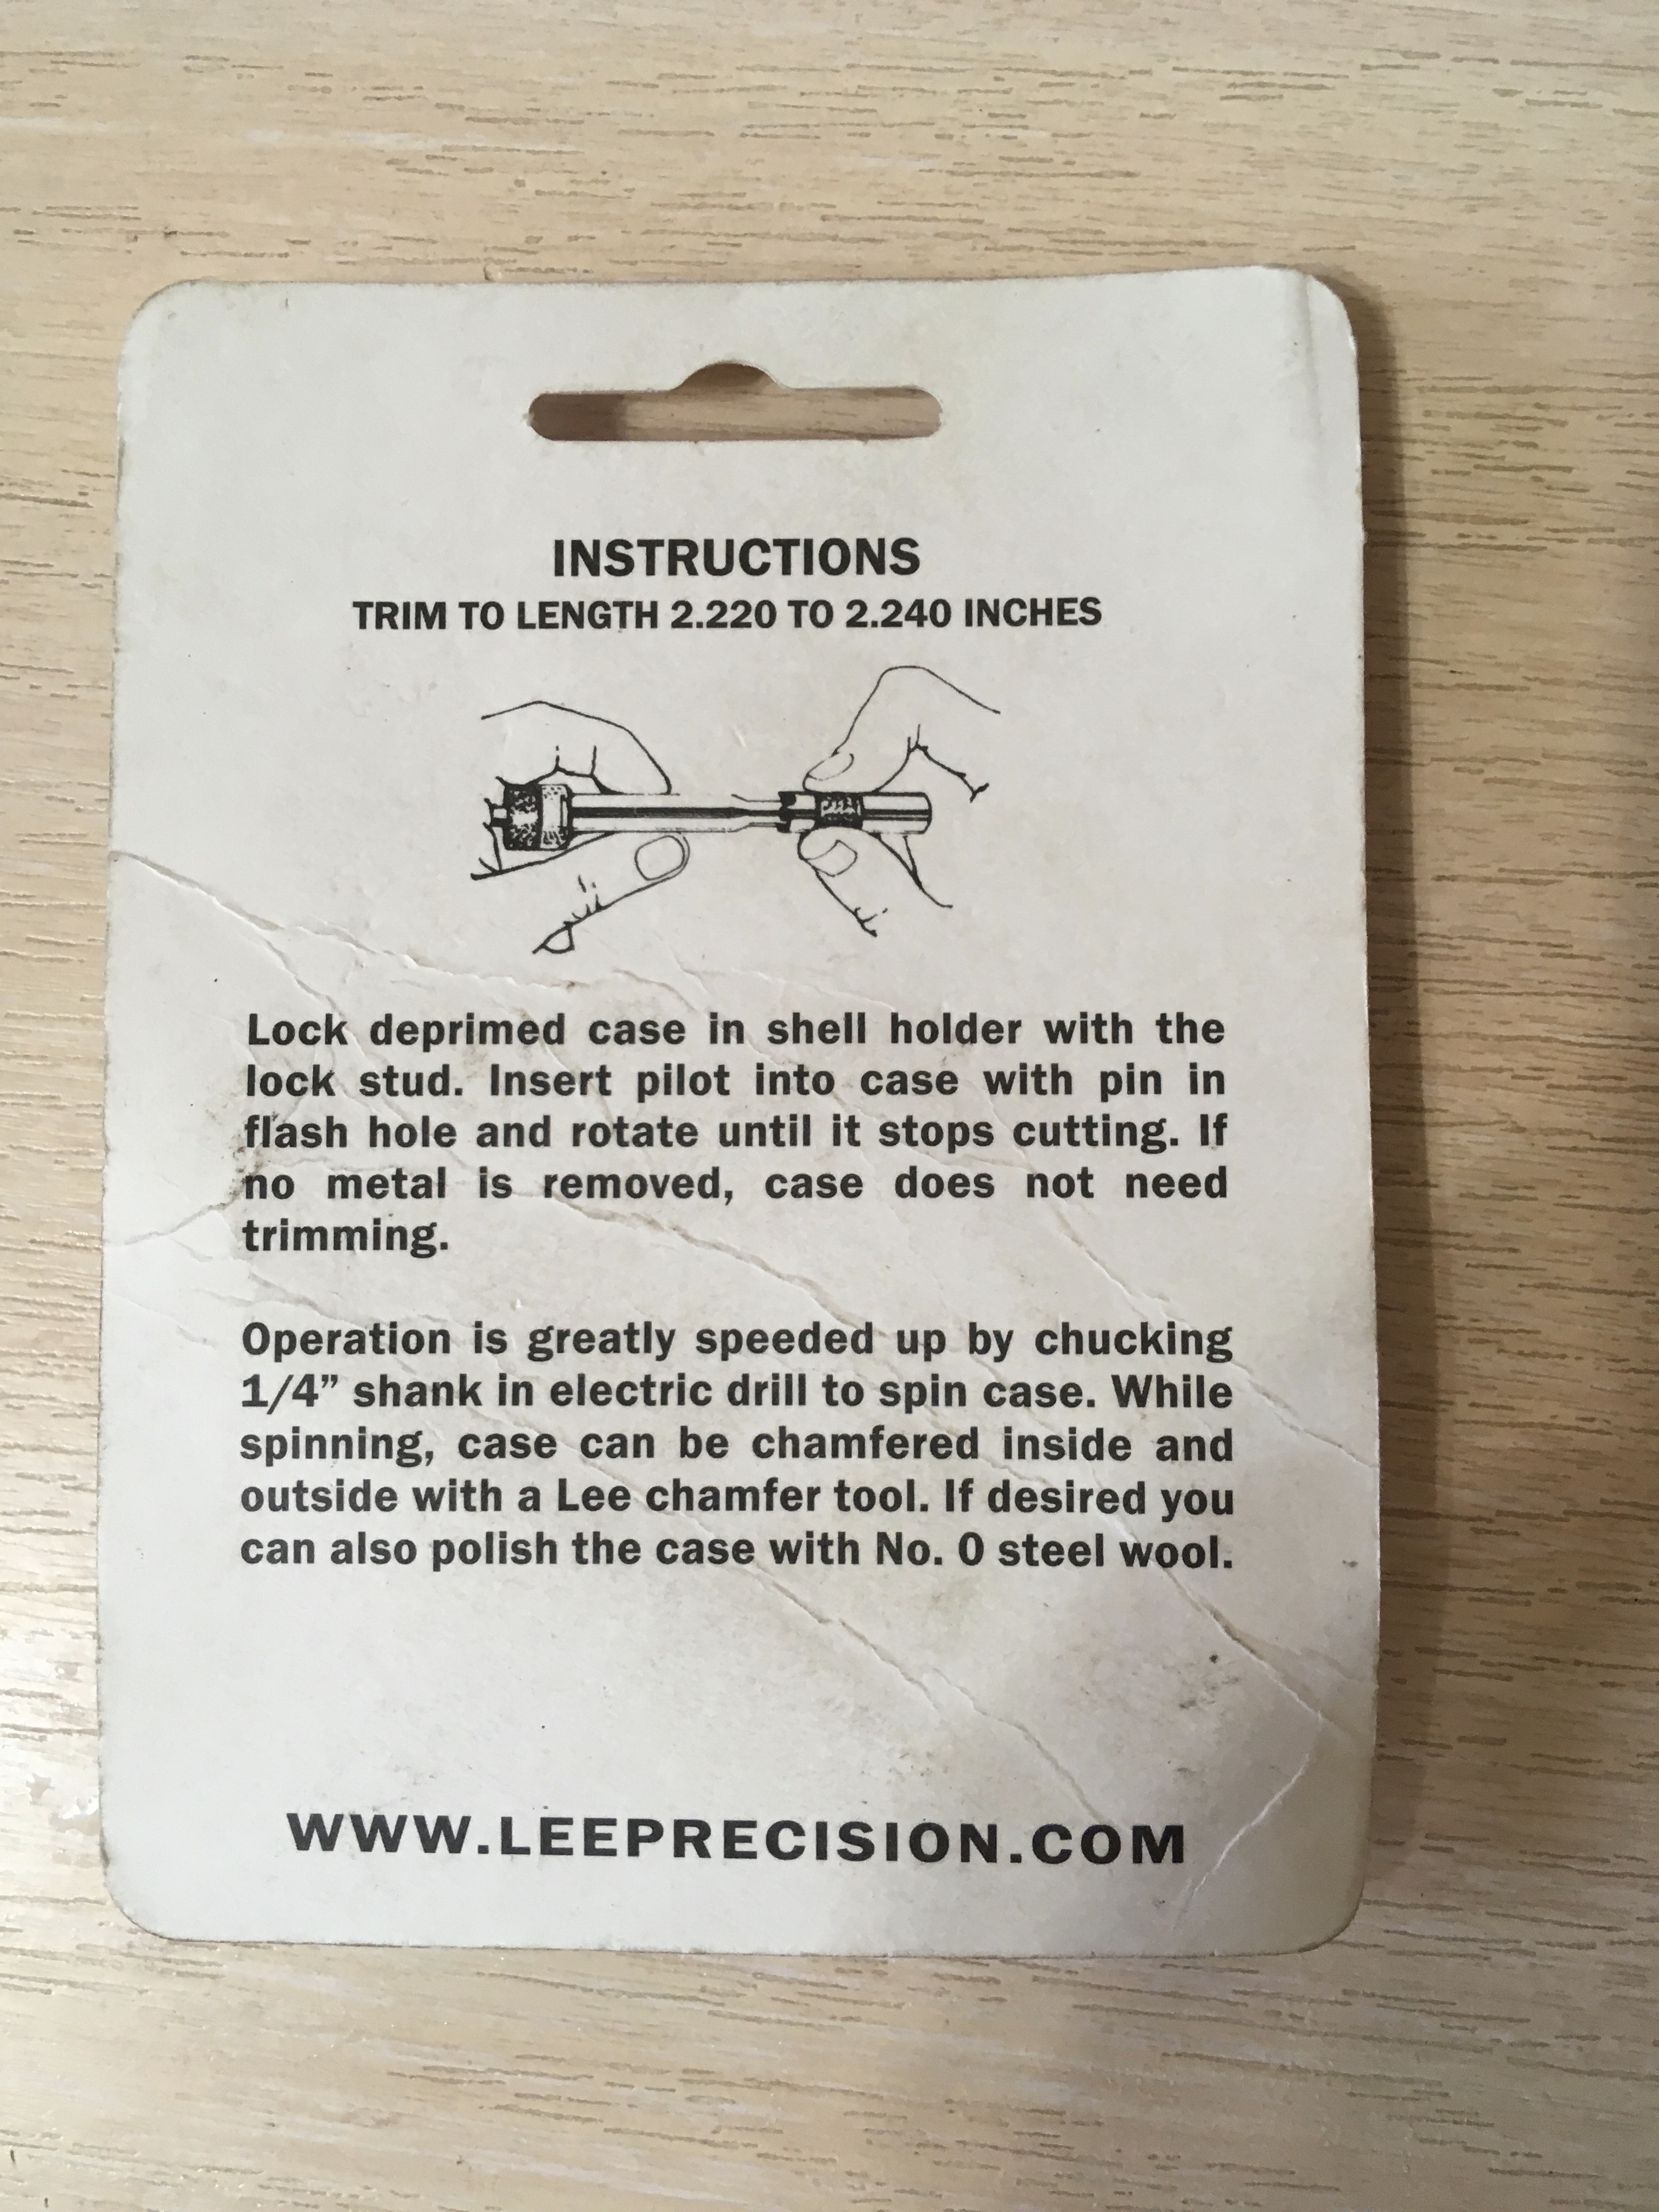 INSTRUCTIONS
TRIM TO LENGTH 2.220 TO 2.240 INCHES
Lock deprimed case in shell holder with the
lock stud. Insert pilot into case with pin in
flash hole and rotate until it stops cutting. If
no metal is removed, case does not need
trimming.
Operation is greatly speeded up by chucking
1/4” shank in electric drill to spin case. While
spinning, case can be chamfered inside and
outside with a Lee chamfer tool. If desired you
can also polish the case with No. 0 steel wool.
WWW.LEEPRECISION.COM